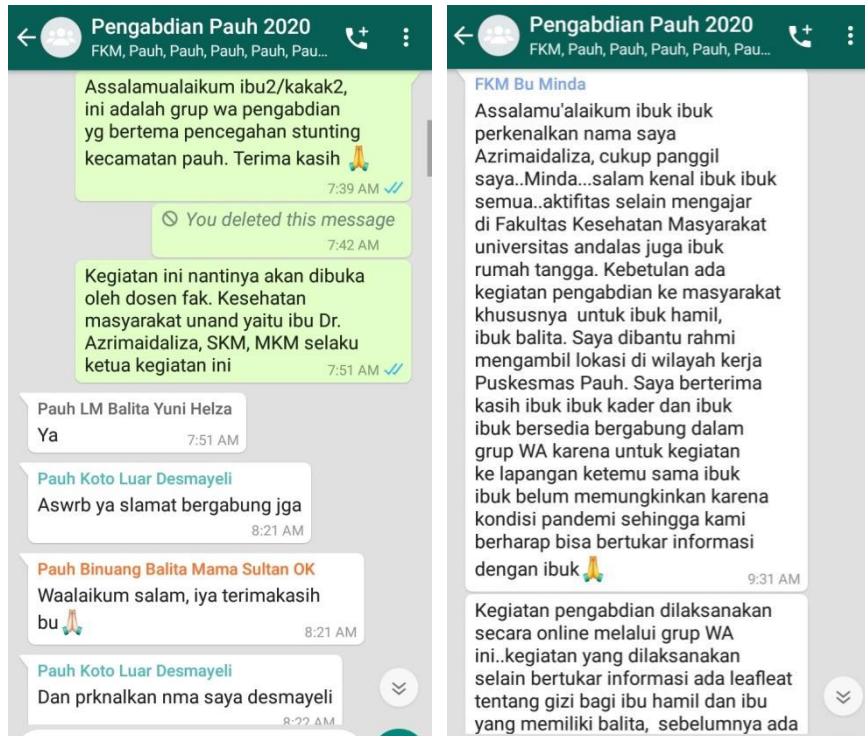 Pengabdian Pauh 2020
FKM, Pauh, Pauh, Pauh, Pauh, Pau...
Assalamualaikum ibu2/kakak2,
ini adalah grup wa pengabdian
yg bertema pencegahan stunting
kecamatan pauh. Terima kasih 🙏
7:39 AM
You deleted this message
7:42 AM
Kegiatan ini nantinya akan dibuka
oleh dosen fak. Kesehatan
masyarakat unand yaitu ibu Dr.
Azrimaidaliza, SKM, MKM selaku
ketua kegiatan ini
7:51 AM
Pauh LM Balita Yuni Helza
Ya
7:51 AM
Pauh Koto Luar Desmayeli
Aswrb ya slamat bergabung jga
8:21 AM
Pauh Binuang Balita Mama Sultan OK
Waalaikum salam, iya terimakasih
bu 🙏
8:21 AM
Pauh Koto Luar Desmayeli
Dan prknalkan nma saya desmayeli
8:22 AM
Pengabdian Pauh 2020
FKM, Pauh, Pauh, Pauh, Pauh, Pau...
FKM Bu Minda
Assalamu'alaikum ibuk ibuk
perkenalkan nama saya
Azrimaidaliza, cukup panggil
saya..Minda...salam kenal ibuk ibuk
semua..aktifitas selain mengajar
di Fakultas Kesehatan Masyarakat
universitas andalas juga ibuk
rumah tangga. Kebetulan ada
kegiatan pengabdian ke masyarakat
khususnya untuk ibuk hamil,
ibuk balita. Saya dibantu rahmi
mengambil lokasi di wilayah kerja
Puskesmas Pauh. Saya berterima
kasih ibuk ibuk kader dan ibuk
ibuk bersedia bergabung dalam
grup WA karena untuk kegiatan
ke lapangan ketemu sama ibuk
ibuk belum memungkinkan karena
kondisi pandemi sehingga kami
berharap bisa bertukar informasi
dengan ibuk 🙏
9:31 AM
Kegiatan pengabdian dilaksanakan
secara online melalui grup WA
ini..kegiatan yang dilaksanakan
selain bertukar informasi ada leafleat
tentang gizi bagi ibu hamil dan ibu
yang memiliki balita, sebelumnya ada